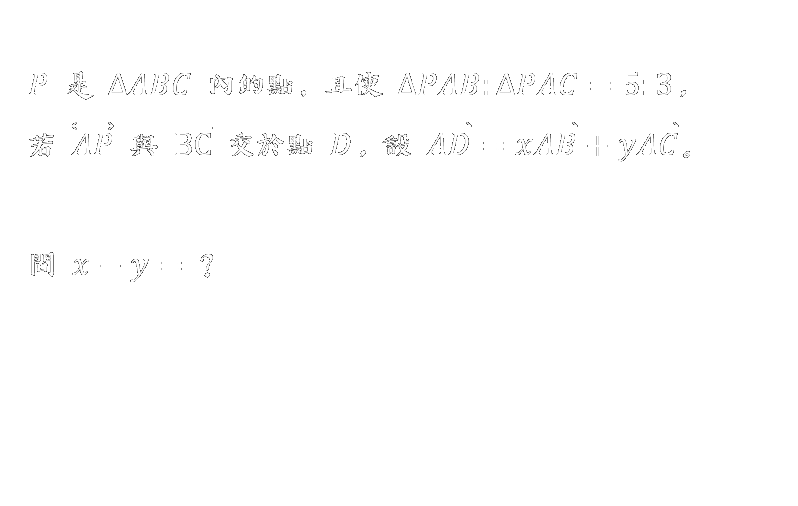 P 是 ΔABC 內的點，且使 ΔPAB:ΔPAC = 5:3，
若 AP 與 BC 交於點 D，設 AD = xAB + yAC。
問 x − y = ?